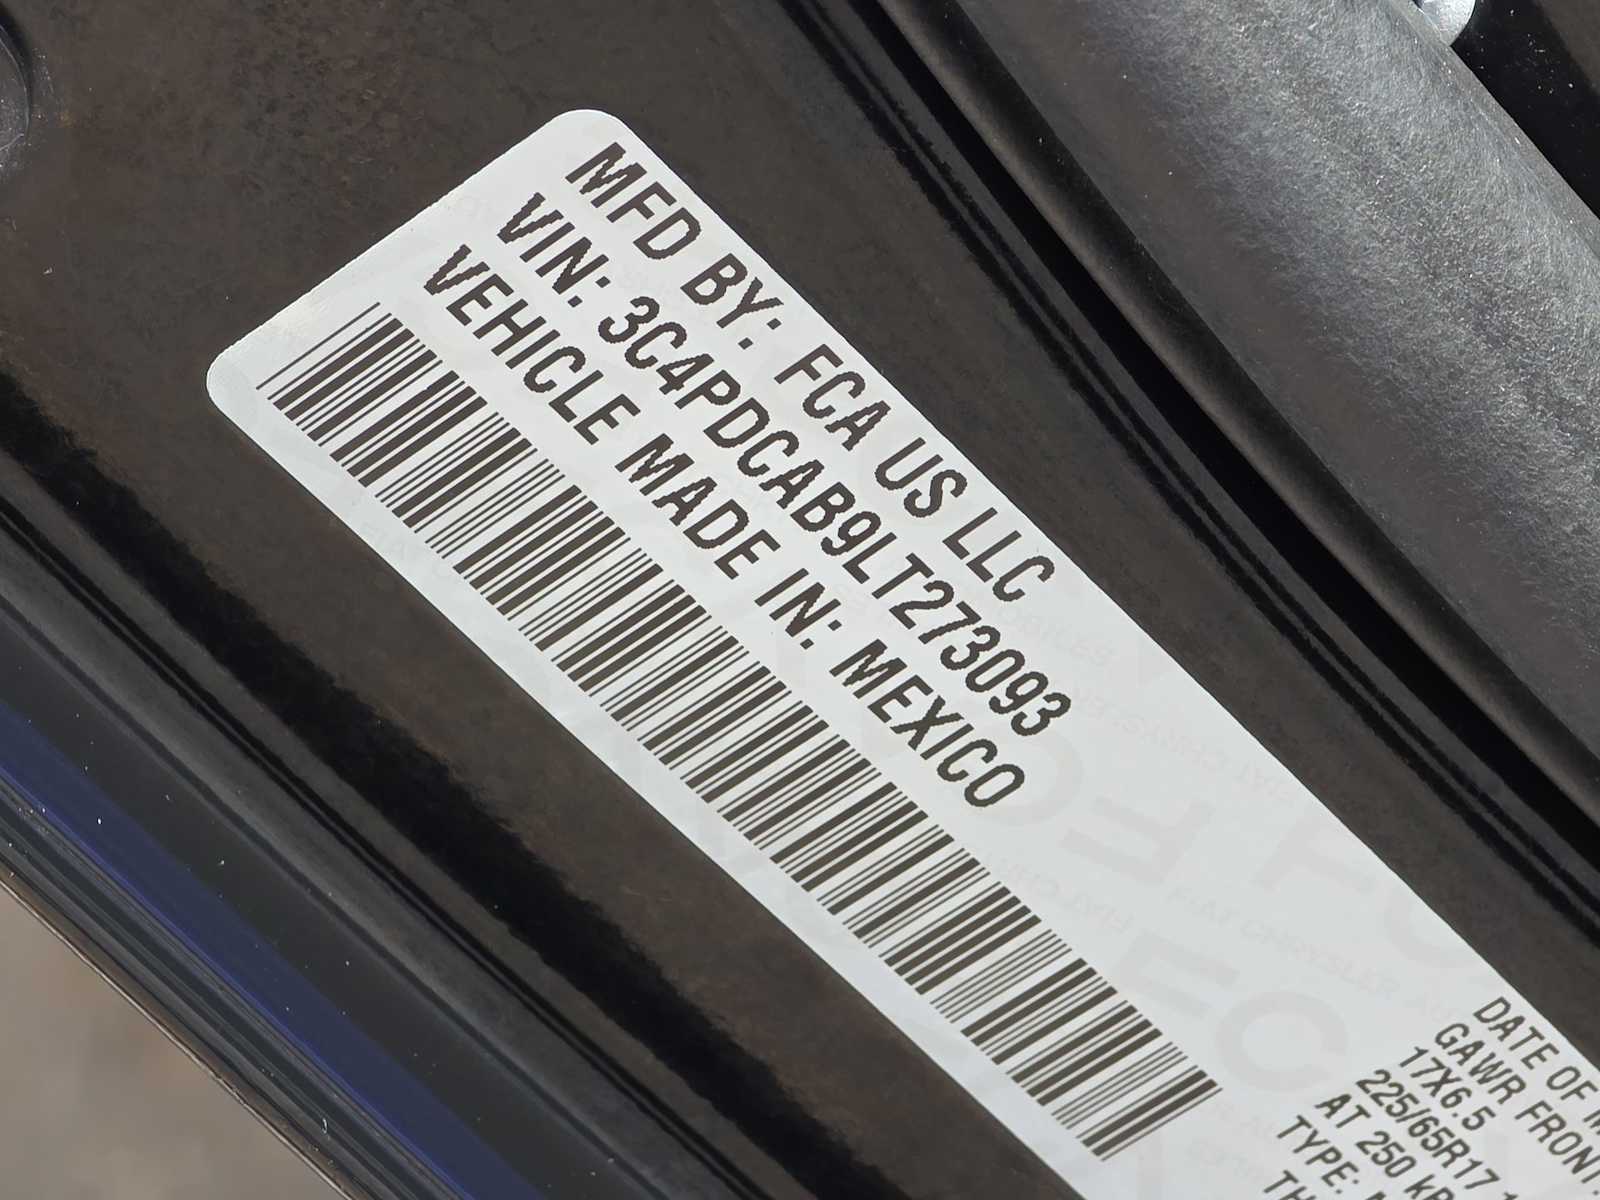 MFD BY: FCA US LLC
VIN: 3C4PDCAB9LT273093
VEHICLE MADE IN: MEXICO
DATE OF
GAWR FRONT
17X6.5
225/65R17
AT 250
TYPE: